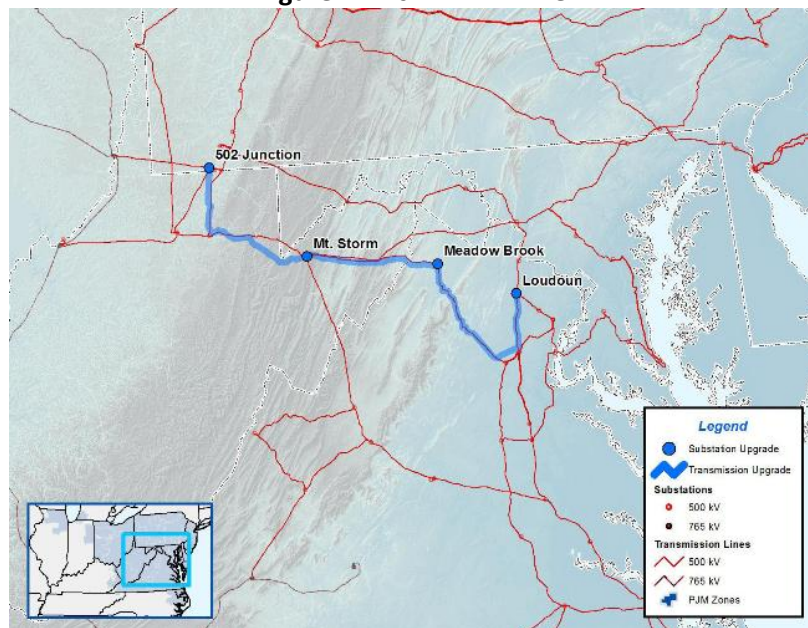 502 Junction
Mt. Storm
Meadow Brook
Loudoun
Legend
Substation Upgrade
Transmission Upgrade
Substations
500 kV
765 kV
Transmission Lines
500 kV
765 kV
PJM Zones